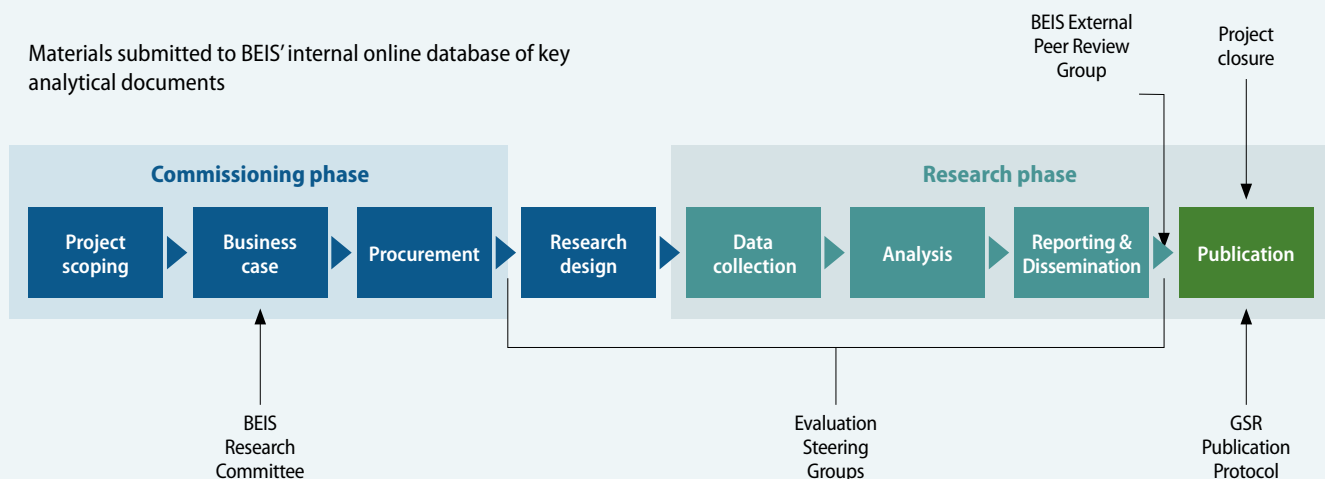 Materials submitted to BEIS’ internal online database of key
analytical documents
BEIS External
Peer Review
Group
Project
closure
Commissioning phase
Research phase
Project
scoping
Business
case
Procurement
Research
design
Data
collection
Analysis
Reporting &
Dissemination
Publication
BEIS
Research
Committee
Evaluation
Steering
Groups
GSR
Publication
Protocol